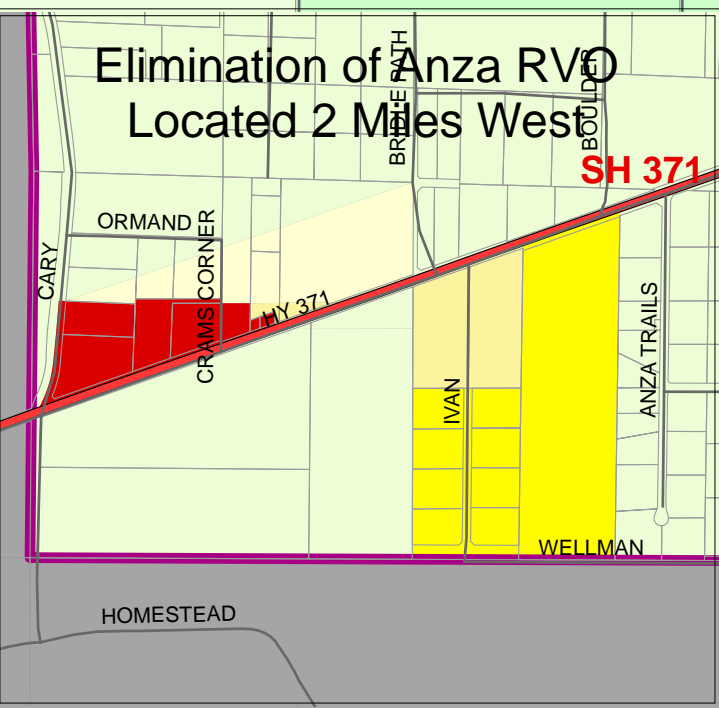 Elimination of Anza RVO
Located 2 Miles West
BRIDLE PATH
BOULDER
SH 371
ORMAND
CRAMS CORNER
CARY
HY 371
ANZA TRAILS
IVAN
WELLMAN
HOMESTEAD